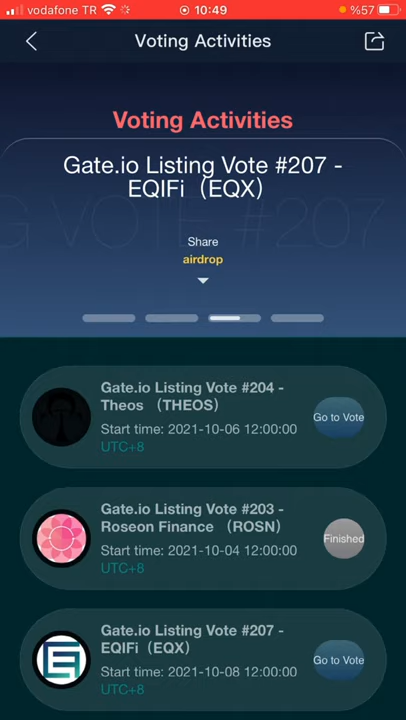 vodafone TR 10:49 %57
Voting Activities
Voting Activities
Gate.io Listing Vote #207 -
EQIFi（EQX）
G VOTE #207
Share
airdrop
Gate.io Listing Vote #204 -
Theos （THEOS）
Go to Vote
Start time: 2021-10-06 12:00:00
UTC+8
Gate.io Listing Vote #203 -
Roseon Finance （ROSN）
Finished
Start time: 2021-10-04 12:00:00
UTC+8
Gate.io Listing Vote #207 -
EQIFi（EQX）
Go to Vote
Start time: 2021-10-08 12:00:00
UTC+8